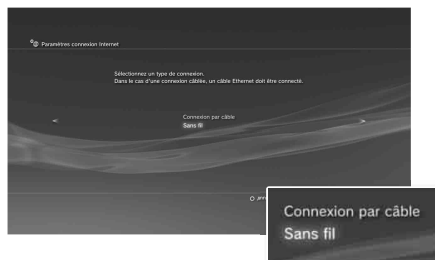 Paramètres connexion Internet
Sélectionnez un type de connexion.
Dans le cas d'une connexion câblée, un câble Ethernet doit être connecté.
Connexion par câble
Sans fil
Connexion par câble
Sans fil